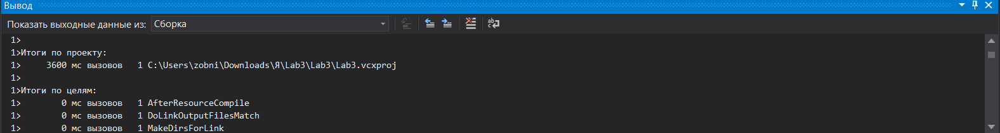 Вывод
Показать выходные данные из: Сборка
1>
1>Итоги по проекту:
1>     3600 мс вызовов   1 C:\Users\zobni\Downloads\Я\Lab3\Lab3\Lab3.vcxproj
1>
1>Итоги по целям:
1>        0 мс вызовов   1 AfterResourceCompile
1>        0 мс вызовов   1 DoLinkOutputFilesMatch
1>        0 мс вызовов   1 MakeDirsForLink